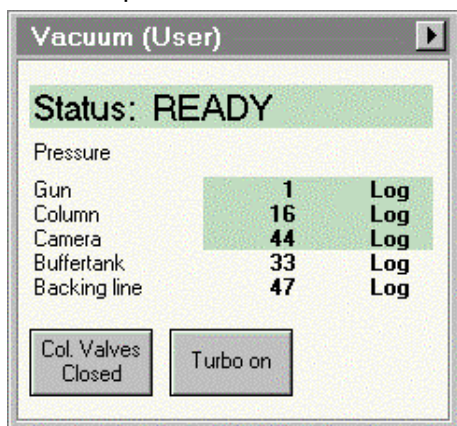 Vacuum (User)
Status: READY
Pressure
Gun 1 Log
Column 16 Log
Camera 44 Log
Buffertank 33 Log
Backing line 47 Log
Col. Valves
Closed
Turbo on